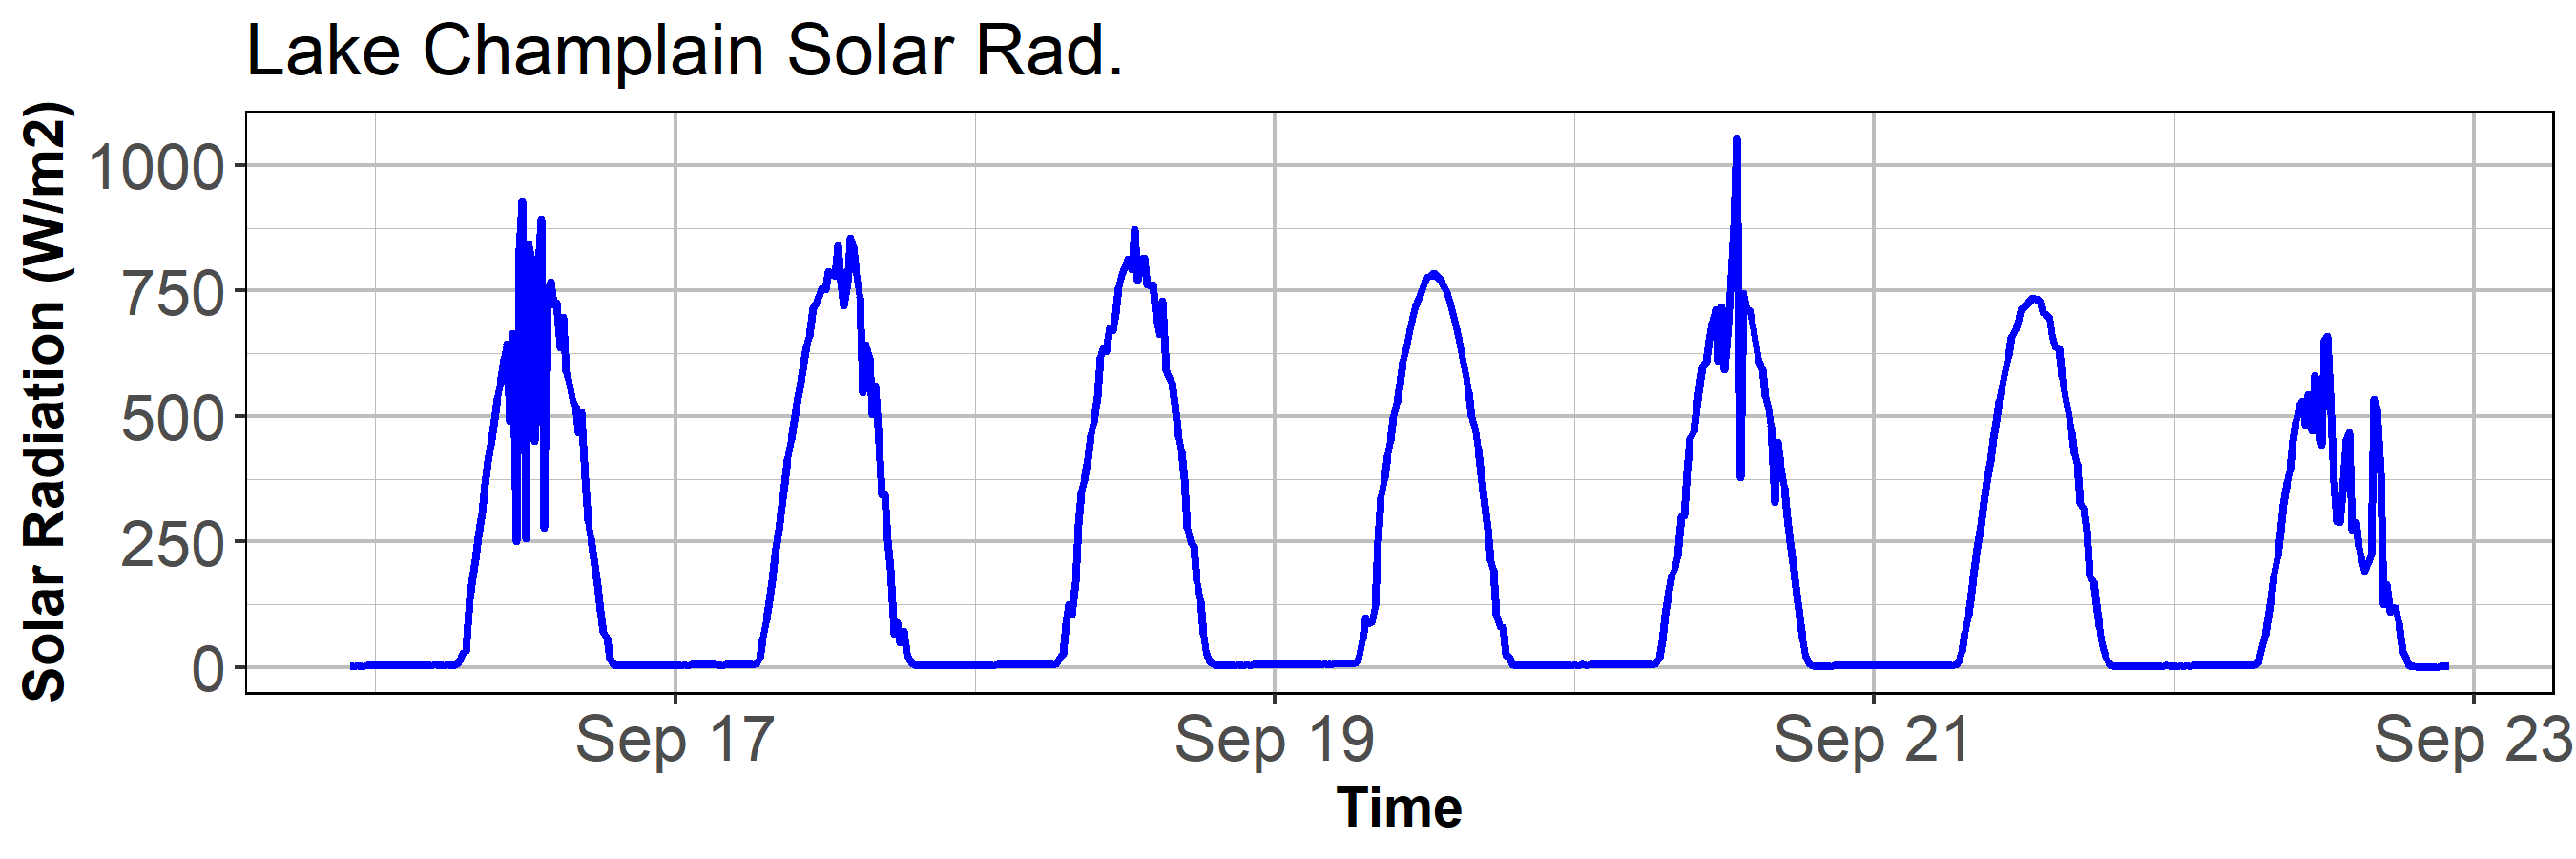 Lake Champlain Solar Rad.
Solar Radiation (W/m2)
1000
750
500
250
0
Sep 17
Sep 19
Sep 21
Sep 23
Time